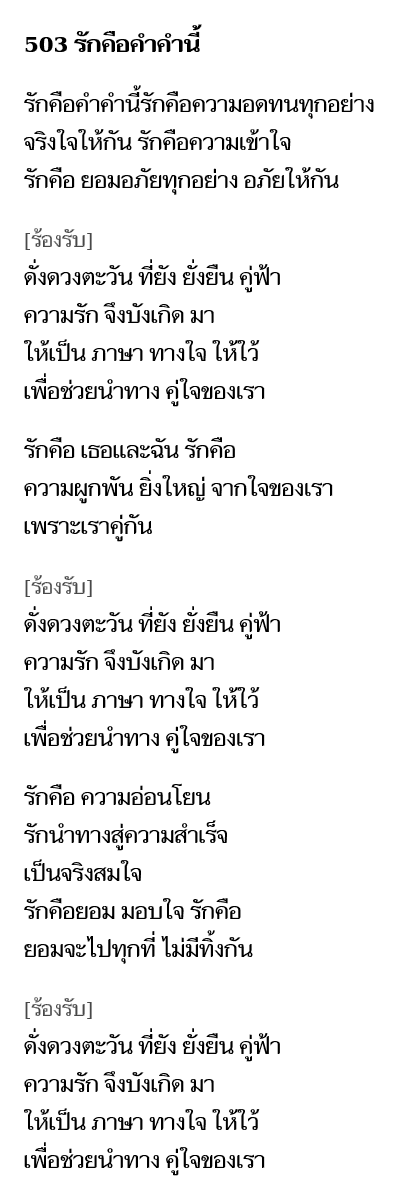 503 รักคือคำคำนี้
รักคือคำคำนี้รักคือความอดทนทุกอย่าง
จริงใจให้กัน รักคือความเข้าใจ
รักคือ ยอมอภัยทุกอย่าง อภัยให้กัน
[ร้องรับ]
ดั่งดวงตะวัน ที่ยัง ยั่งยืน คู่ฟ้า
ความรัก จึงบังเกิด มา
ให้เป็น ภาษา ทางใจ ให้ไว้
เพื่อช่วยนำทาง คู่ใจของเรา
รักคือ เธอและฉัน รักคือ
ความผูกพัน ยิ่งใหญ่ จากใจของเรา
เพราะเราคู่กัน
[ร้องรับ]
ดั่งดวงตะวัน ที่ยัง ยั่งยืน คู่ฟ้า
ความรัก จึงบังเกิด มา
ให้เป็น ภาษา ทางใจ ให้ไว้
เพื่อช่วยนำทาง คู่ใจของเรา
รักคือ ความอ่อนโยน
รักนำทางสู่ความสำเร็จ
เป็นจริงสมใจ
รักคือยอม มอบใจ รักคือ
ยอมจะไปทุกที่ ไม่มีทิ้งกัน
[ร้องรับ]
ดั่งดวงตะวัน ที่ยัง ยั่งยืน คู่ฟ้า
ความรัก จึงบังเกิด มา
ให้เป็น ภาษา ทางใจ ให้ไว้
เพื่อช่วยนำทาง คู่ใจของเรา